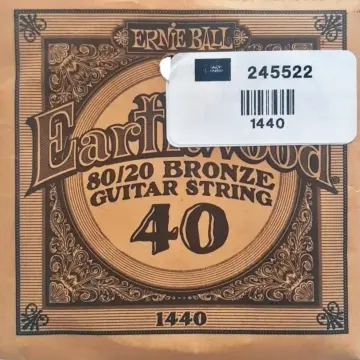 ERNIE BALL
245522
1440
Earthwood
80/20 BRONZE
GUITAR STRING
40
1440